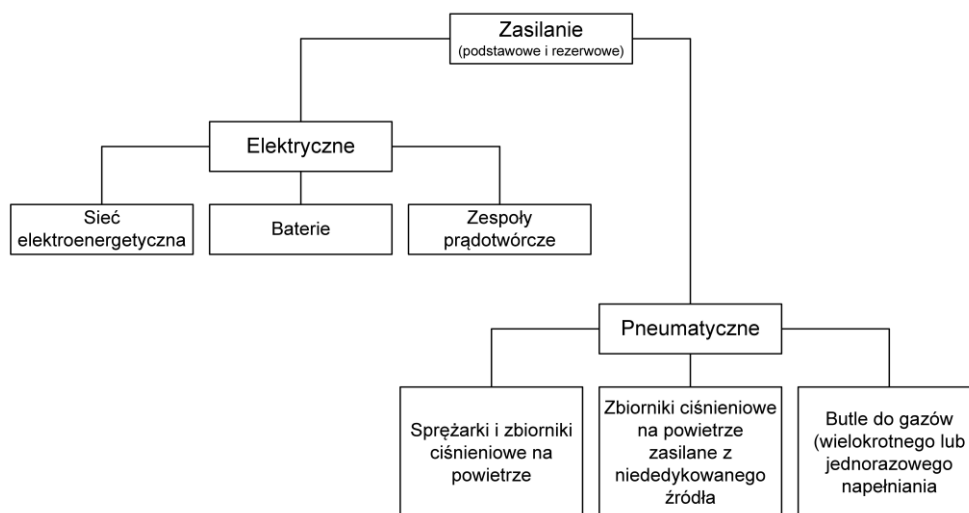 Zasilanie
(podstawowe i rezerwowe)
Elektryczne
Sieć
elektroenergetyczna
Baterie
Zespoły
prądotwórcze
Pneumatyczne
Sprężarki i zbiorniki
ciśnieniowe na
powietrze
Zbiorniki ciśnieniowe
na powietrze
zasilane z
niededykowanego
źródła
Butle do gazów
(wielokrotnego lub
jednorazowego
napełniania